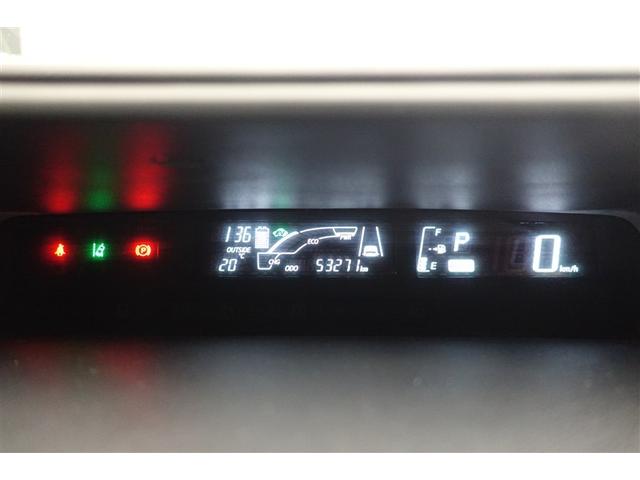 136
OUTSIDE
20 °C
CHG
ECO
PWR
ODO 53271 km
F
E
P
0 km/h
(P)